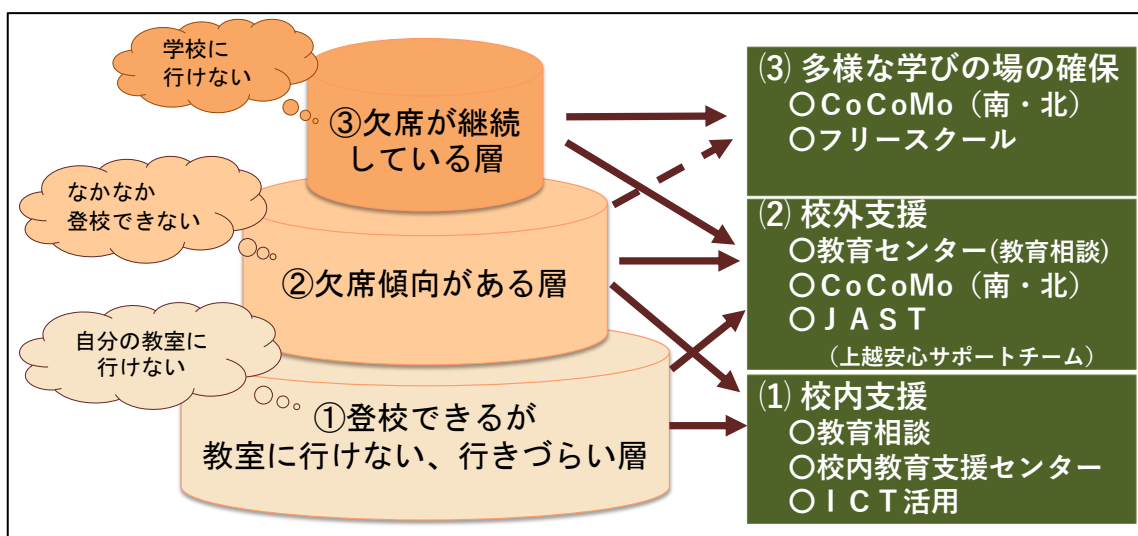 学校に
行けない
③欠席が継続
している層
なかなか
登校できない
②欠席傾向がある層
自分の教室に
行けない
①登校できるが
教室に行けない、行きづらい層
⑶ 多様な学びの場の確保
〇ＣｏＣｏＭｏ（南・北）
〇フリースクール
⑵ 校外支援
〇教育センター(教育相談)
〇ＣｏＣｏＭｏ（南・北）
〇ＪＡＳＴ
（上越安心サポートチーム）
⑴ 校内支援
〇教育相談
〇校内教育支援センター
〇ＩＣＴ活用